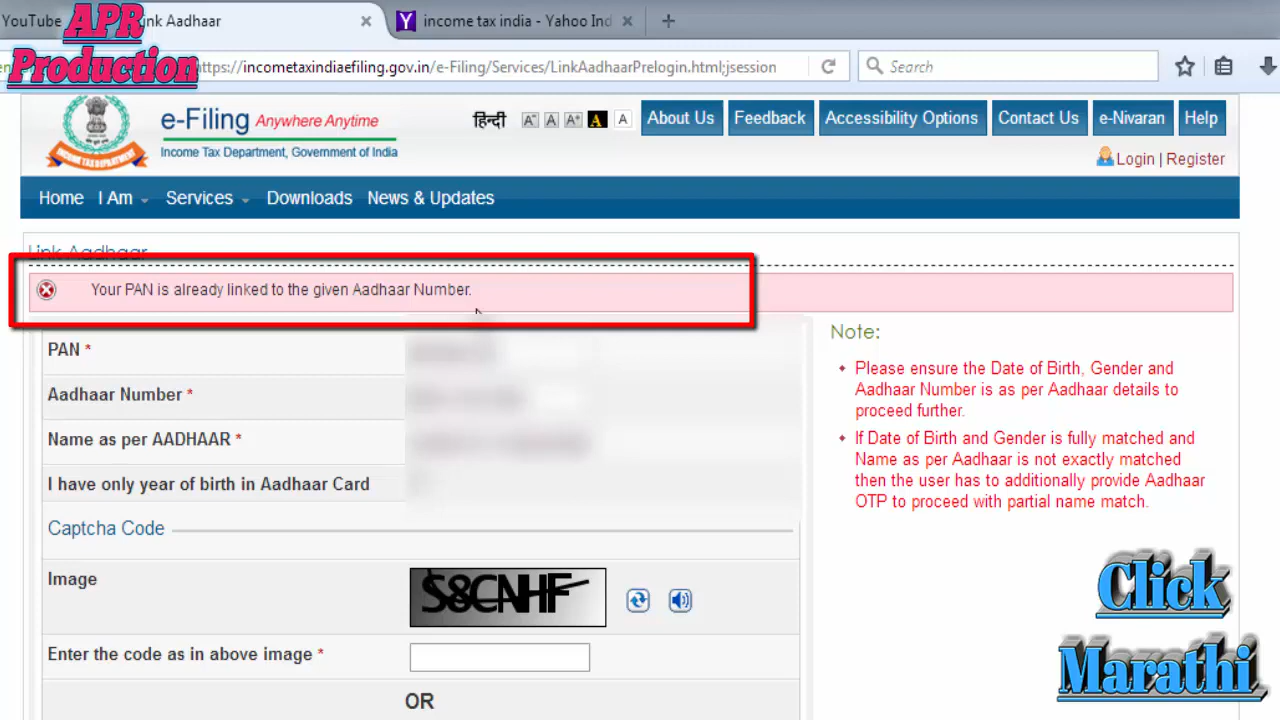 YouTube
Link Aadhaar
income tax india - Yahoo Ind
APR
Production
https://incometaxindiaefiling.gov.in/e-Filing/Services/LinkAadhaarPrelogin.html;jsession
Search
e-Filing Anywhere Anytime
Income Tax Department, Government of India
हिन्दी A- A A+ A A
About Us Feedback Accessibility Options Contact Us e-Nivaran Help
Login | Register
Home I Am Services Downloads News & Updates
Link Aadhaar
Your PAN is already linked to the given Aadhaar Number.
PAN *
Aadhaar Number *
Name as per AADHAAR *
I have only year of birth in Aadhaar Card
Captcha Code
Image
S8CNHF
Enter the code as in above image *
OR
Note:
Please ensure the Date of Birth, Gender and
Aadhaar Number is as per Aadhaar details to
proceed further.
If Date of Birth and Gender is fully matched and
Name as per Aadhaar is not exactly matched
then the user has to additionally provide Aadhaar
OTP to proceed with partial name match.
Click
Marathi